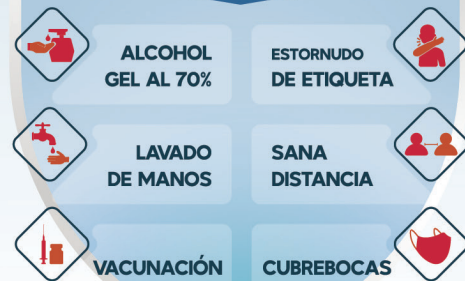 ALCOHOL
GEL AL 70%
ESTORNUDO
DE ETIQUETA
LAVADO
DE MANOS
SANA
DISTANCIA
VACUNACIÓN
CUBREBOCAS